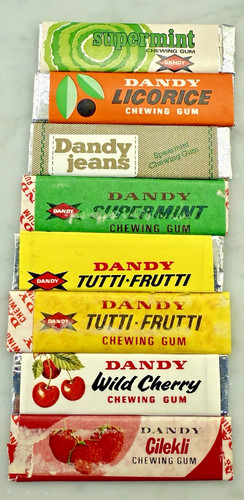 supermint
CHEWING GUM
DANDY
DANDY
LICORICE
CHEWING GUM
Dandy
jeans
Spearmint
Chewing Gum
DANDY
DANDY
SUPERMINT
CHEWING GUM
DANDY
TUTTI-FRUTTI
DANDY
DANDY
DANDY
TUTTI-FRUTTI
CHEWING GUM
DANDY
Wild Cherry
CHEWING GUM
DANDY
Çilekli
CHEWING GUM